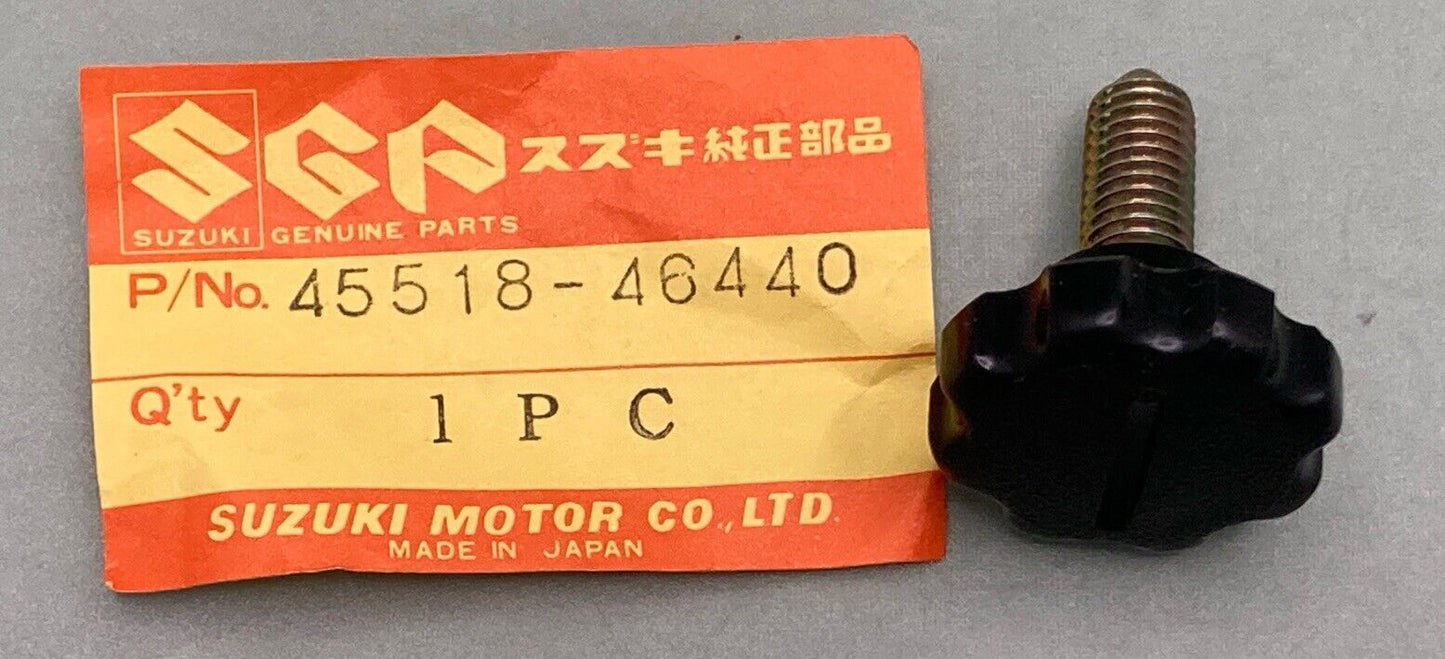 SGP スズキ純正部品
SUZUKI GENUINE PARTS
P/No. 45518-46440
Q'ty 1 P C
SUZUKI MOTOR CO.,LTD.
MADE IN JAPAN